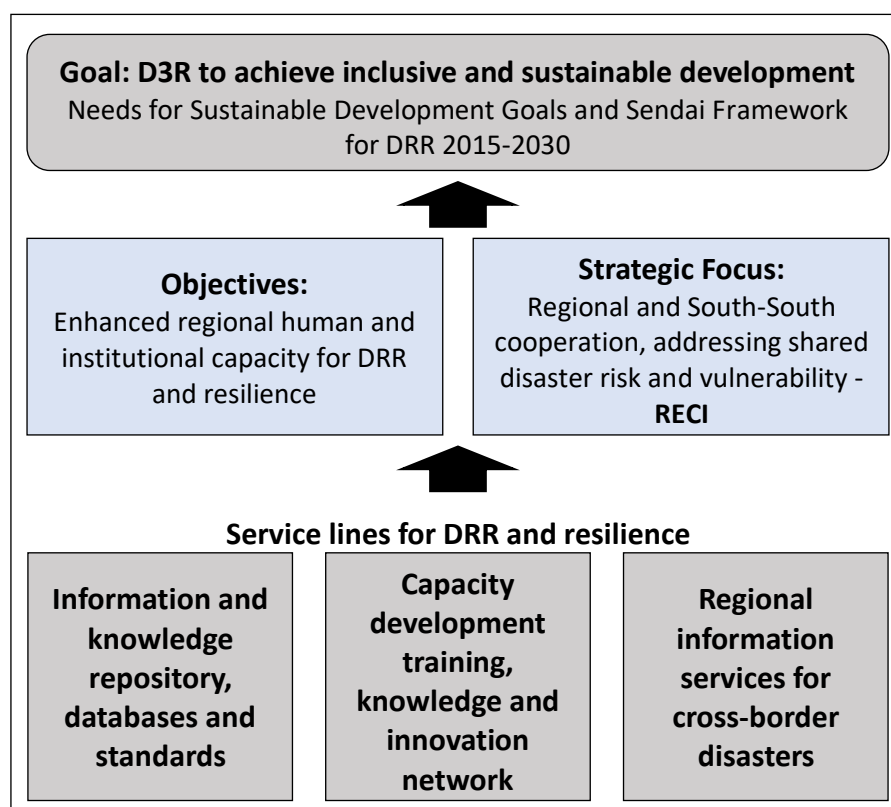 Goal: D3R to achieve inclusive and sustainable development
Needs for Sustainable Development Goals and Sendai Framework
for DRR 2015-2030
Objectives:
Enhanced regional human and
institutional capacity for DRR
and resilience
Strategic Focus:
Regional and South-South
cooperation, addressing shared
disaster risk and vulnerability -
RECI
Service lines for DRR and resilience
Information and
knowledge
repository,
databases and
standards
Capacity
development
training,
knowledge and
innovation
network
Regional
information
services for
cross-border
disasters